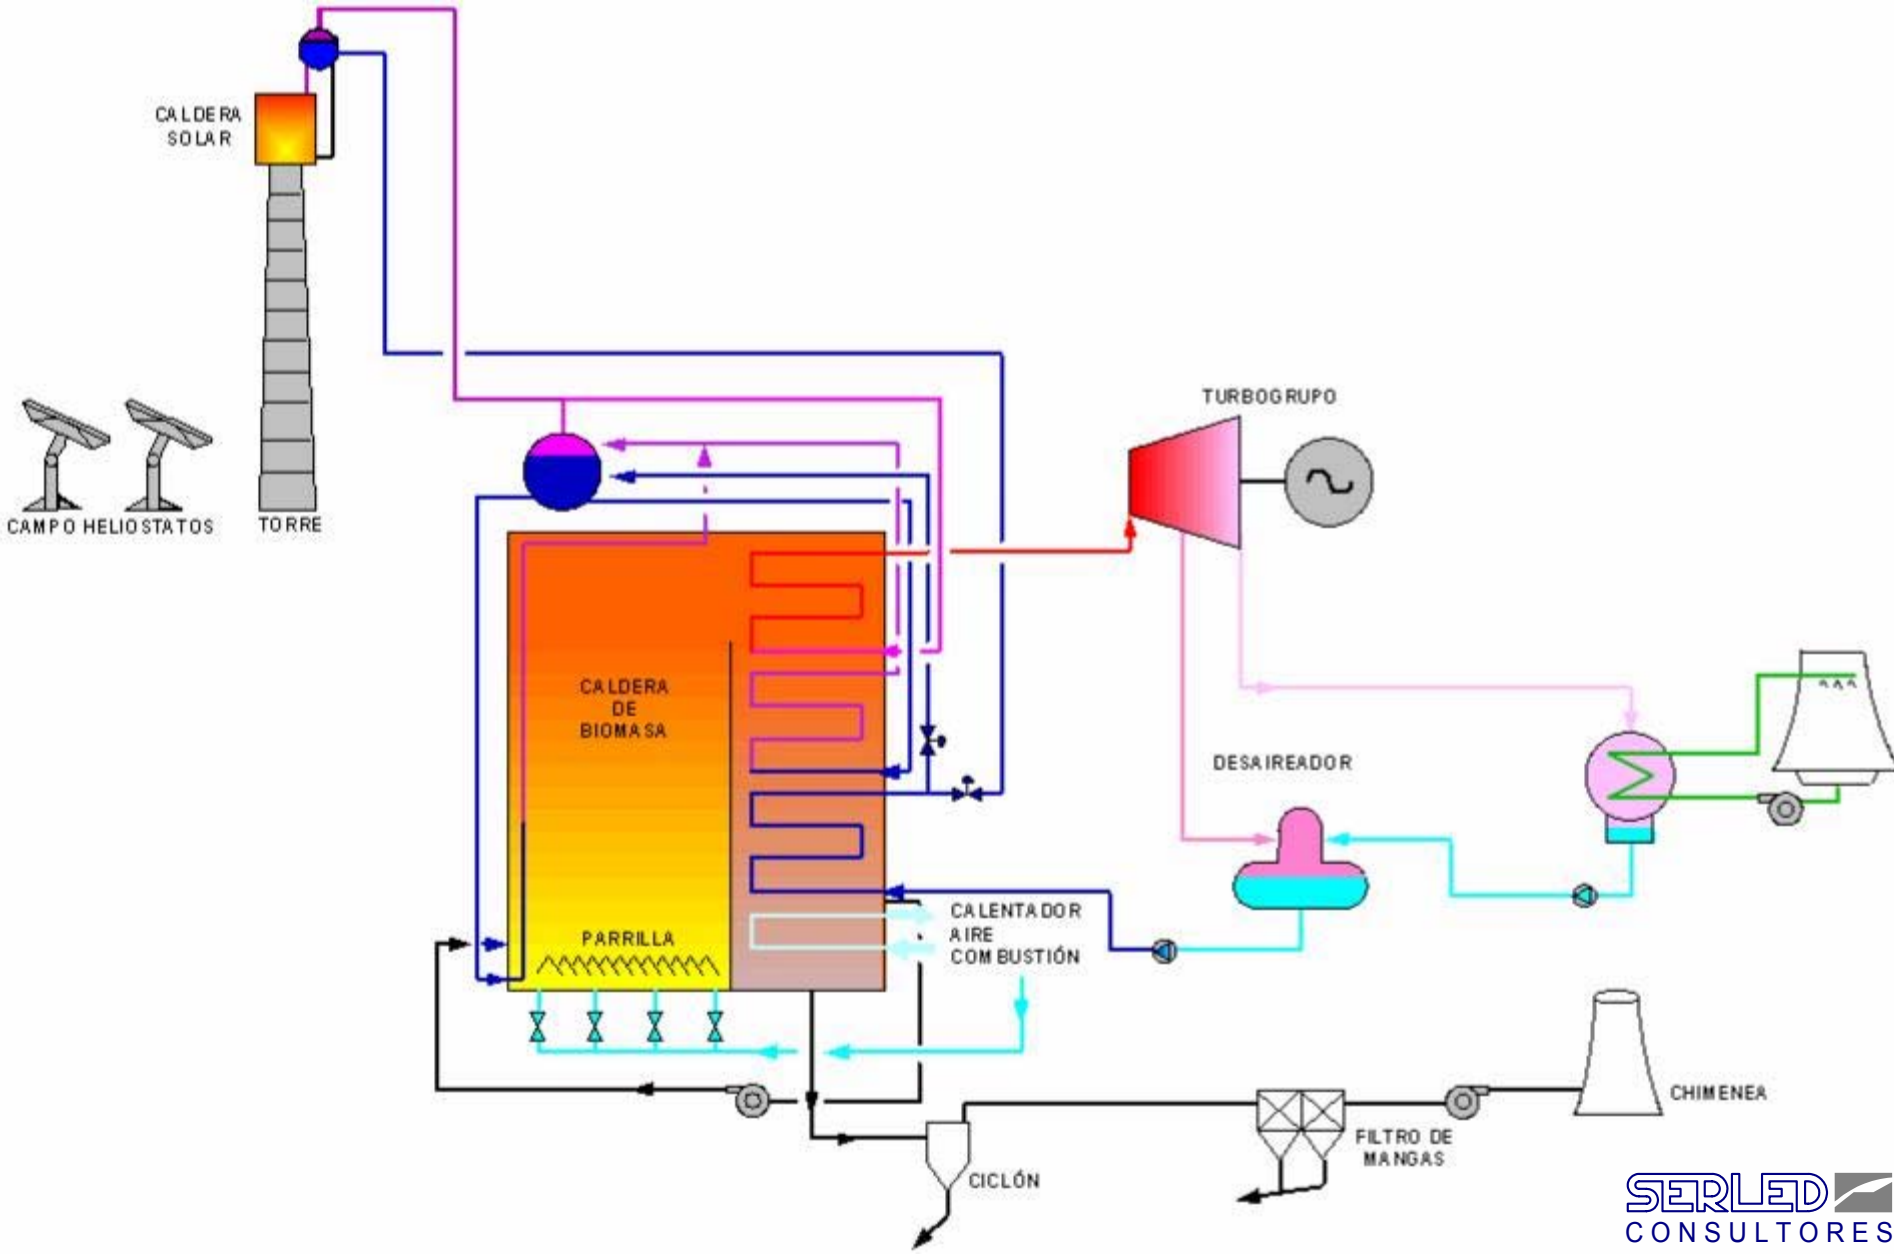 CALDERA
SOLAR
CAMPO HELIOSTATOS
TORRE
TURBOGRUPO
CALDERA
DE
BIOMASA
DESAIREADOR
PARRILLA
CALENTADOR
AIRE
COMBUSTIÓN
CHIMENEA
FILTRO DE
MANGAS
CICLÓN
SERLED
CONSULTORES